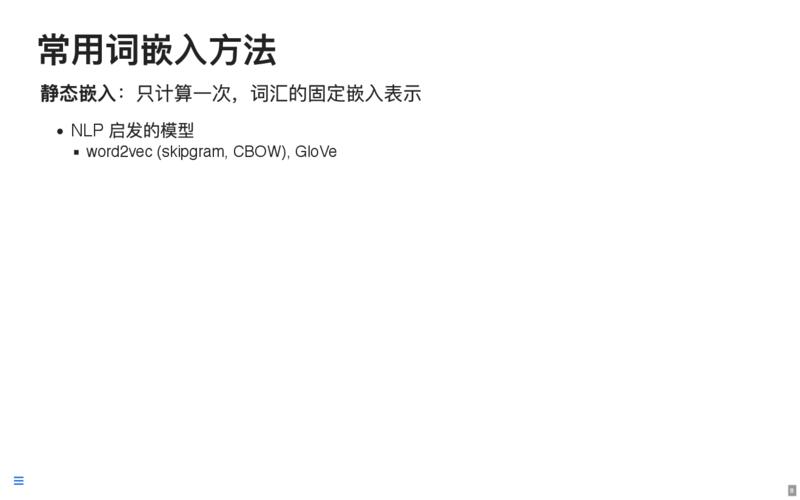 常用词嵌入方法
静态嵌入：只计算一次，词汇的固定嵌入表示
• NLP 启发的模型
▪ word2vec (skipgram, CBOW), GloVe